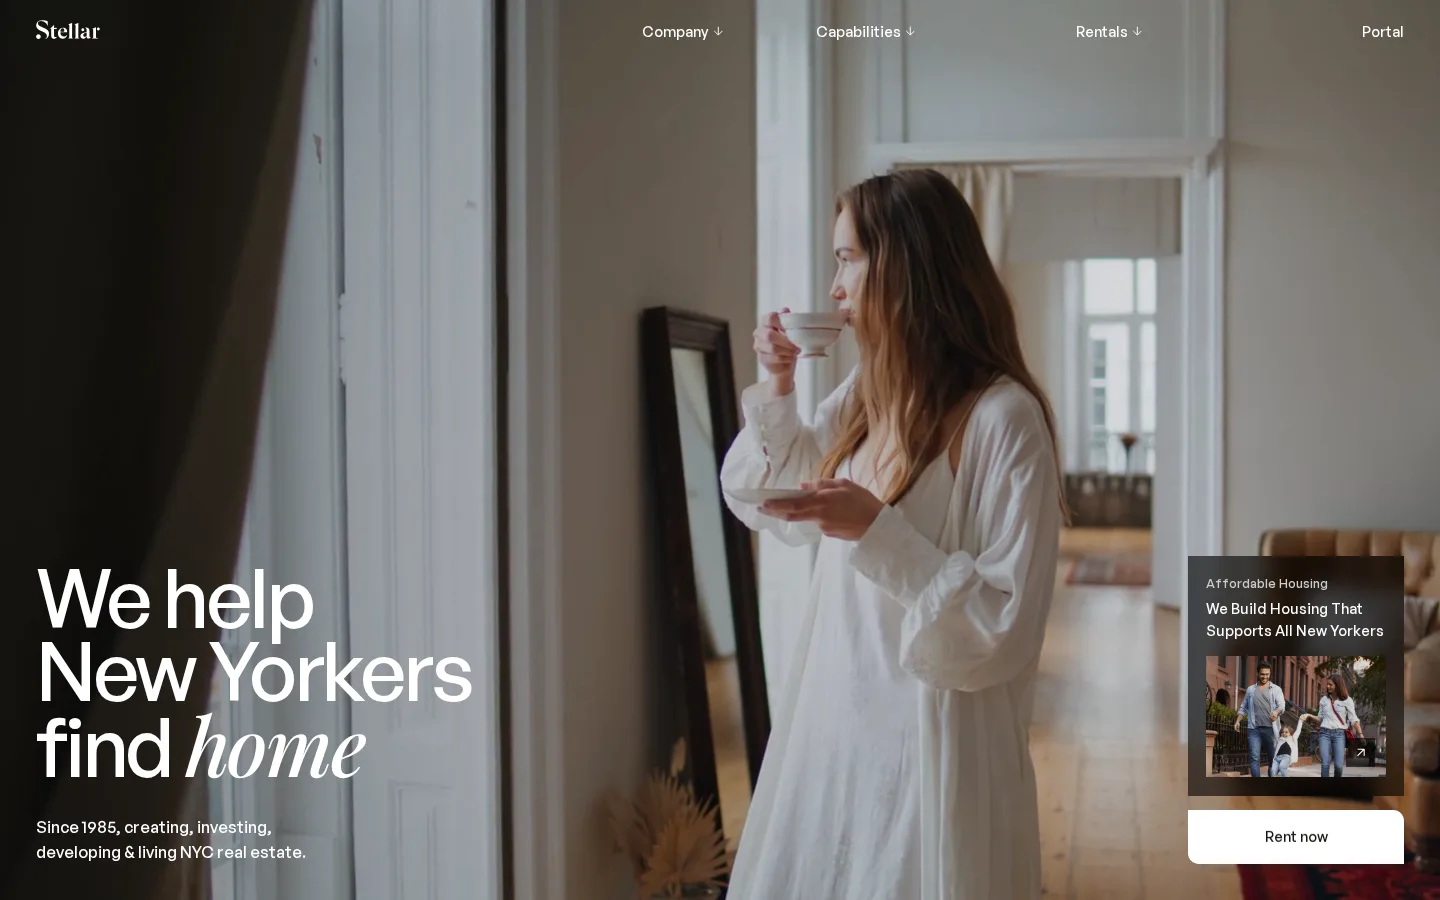 Stellar
Company ↓
Capabilities ↓
Rentals ↓
Portal
We help
New Yorkers
find home
Since 1985, creating, investing,
developing & living NYC real estate.
Affordable Housing
We Build Housing That
Supports All New Yorkers
Rent now